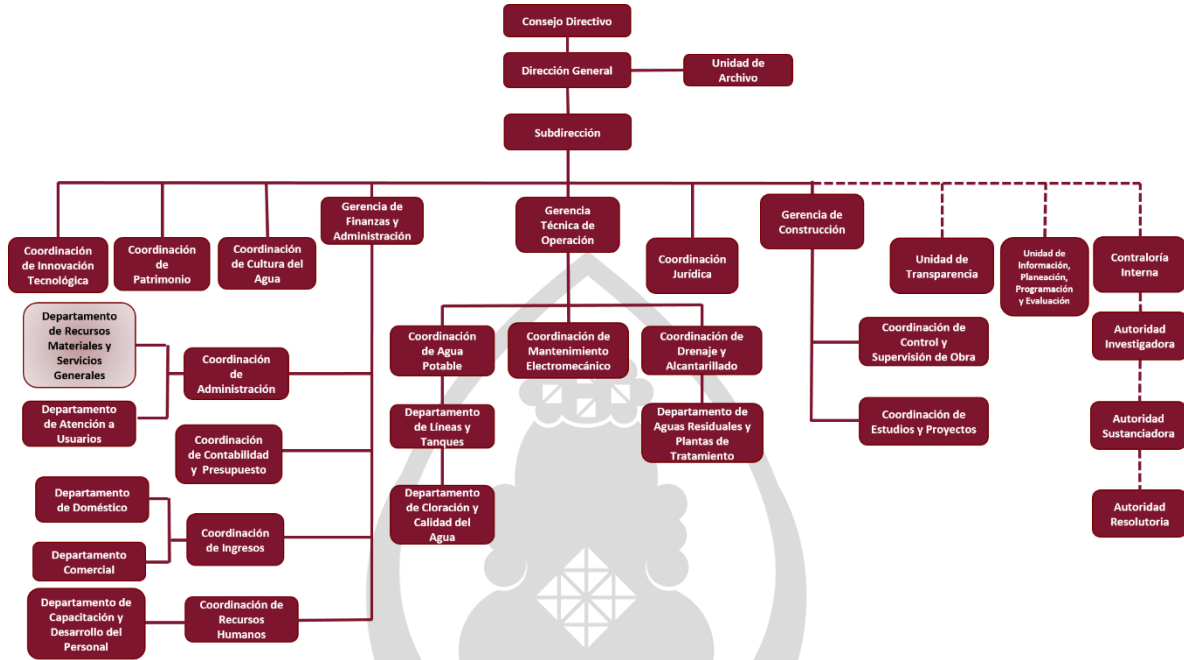 Consejo Directivo
Dirección General
Unidad de
Archivo
Subdirección
Coordinación
de Innovación
Tecnológica
Coordinación
de
Patrimonio
Coordinación
de Cultura del
Agua
Gerencia de
Finanzas y
Administración
Gerencia
Técnica de
Operación
Coordinación
Jurídica
Gerencia de
Construcción
Unidad de
Transparencia
Unidad de
Información,
Planeación,
Programación
y Evaluación
Contraloría
Interna
Departamento
de Recursos
Materiales y
Servicios
Generales
Coordinación
de
Administración
Departamento
de Atención a
Usuarios
Coordinación
de Contabilidad
y Presupuesto
Departamento
de Doméstico
Coordinación
de Ingresos
Departamento
Comercial
Departamento de
Capacitación y
Desarrollo del
Personal
Coordinación de
Recursos
Humanos
Coordinación
de Agua
Potable
Coordinación de
Mantenimiento
Electromecánico
Coordinación de
Drenaje y
Alcantarillado
Departamento
de Líneas y
Tanques
Departamento de
Aguas Residuales y
Plantas de
Tratamiento
Departamento
de Cloración y
Calidad del
Agua
Coordinación de
Control y
Supervisión de Obra
Coordinación de
Estudios y Proyectos
Autoridad
Investigadora
Autoridad
Sustanciadora
Autoridad
Resolutoria